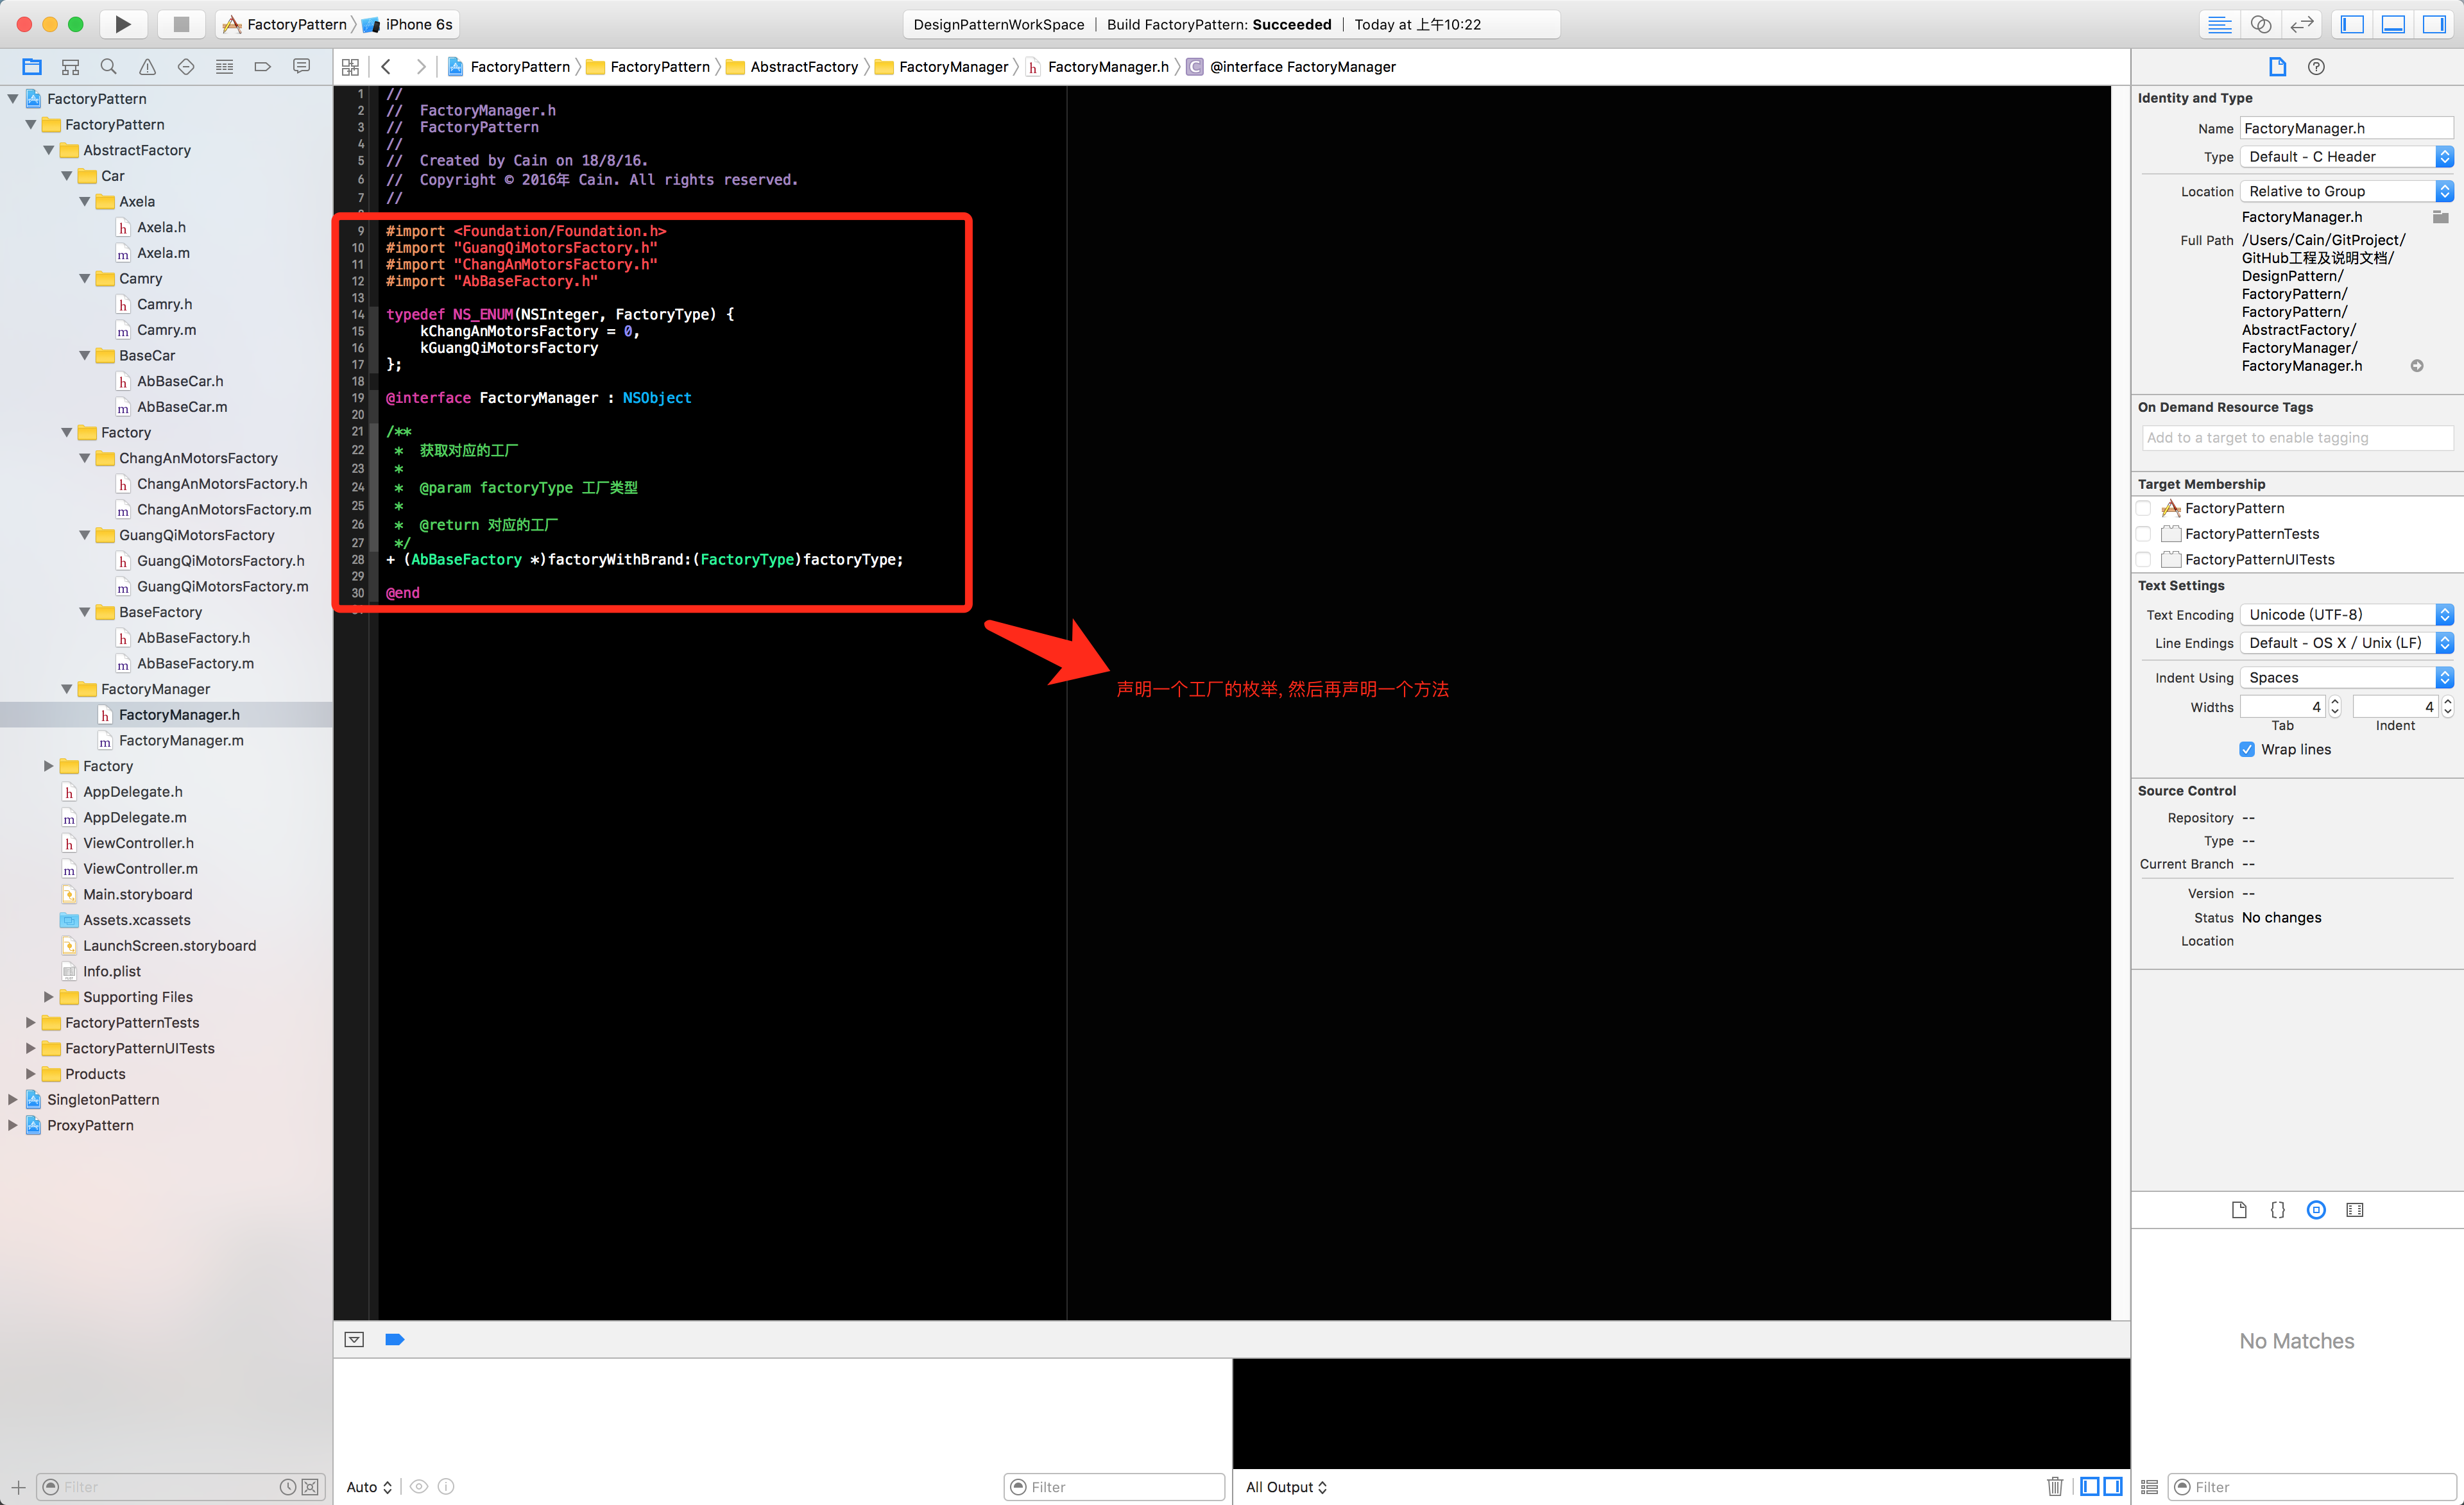 FactoryPattern
iPhone 6s
DesignPatternWorkSpace | Build FactoryPattern: Succeeded | Today at 上午10:22
FactoryPattern
FactoryPattern
AbstractFactory
Car
Axela
Axela.h
Axela.m
Camry
Camry.h
Camry.m
BaseCar
AbBaseCar.h
AbBaseCar.m
Factory
ChangAnMotorsFactory
ChangAnMotorsFactory.h
ChangAnMotorsFactory.m
GuangQiMotorsFactory
GuangQiMotorsFactory.h
GuangQiMotorsFactory.m
BaseFactory
AbBaseFactory.h
AbBaseFactory.m
FactoryManager
FactoryManager.h
FactoryManager.m
Factory
AppDelegate.h
AppDelegate.m
ViewController.h
ViewController.m
Main.storyboard
Assets.xcassets
LaunchScreen.storyboard
Info.plist
Supporting Files
FactoryPatternTests
FactoryPatternUITests
Products
SingletonPattern
ProxyPattern
Filter
FactoryPattern
FactoryPattern
AbstractFactory
FactoryManager
FactoryManager.h
@interface FactoryManager
1 //
2 //  FactoryManager.h
3 //  FactoryPattern
4 //
5 //  Created by Cain on 18/8/16.
6 //  Copyright © 2016年 Cain. All rights reserved.
7 //
9 #import <Foundation/Foundation.h>
10 #import "GuangQiMotorsFactory.h"
11 #import "ChangAnMotorsFactory.h"
12 #import "AbBaseFactory.h"
13
14 typedef NS_ENUM(NSInteger, FactoryType) {
15     kChangAnMotorsFactory = 0,
16     kGuangQiMotorsFactory
17 };
18
19 @interface FactoryManager : NSObject
20
21 /**
22  *  获取对应的工厂
23  *
24  *  @param factoryType 工厂类型
25  *
26  *  @return 对应的工厂
27  */
28 + (AbBaseFactory *)factoryWithBrand:(FactoryType)factoryType;
29
30 @end
声明一个工厂的枚举, 然后再声明一个方法
Auto
Filter
All Output
Identity and Type
Name FactoryManager.h
Type Default - C Header
Location Relative to Group
FactoryManager.h
Full Path /Users/Cain/GitProject/
GitHub工程及说明文档/
DesignPattern/
FactoryPattern/
FactoryPattern/
AbstractFactory/
FactoryManager/
FactoryManager.h
On Demand Resource Tags
Add to a target to enable tagging
Target Membership
FactoryPattern
FactoryPatternTests
FactoryPatternUITests
Text Settings
Text Encoding Unicode (UTF-8)
Line Endings Default - OS X / Unix (LF)
Indent Using Spaces
Widths 4 4
Tab Indent
Wrap lines
Source Control
Repository --
Type --
Current Branch --
Version --
Status No changes
Location
No Matches
Filter